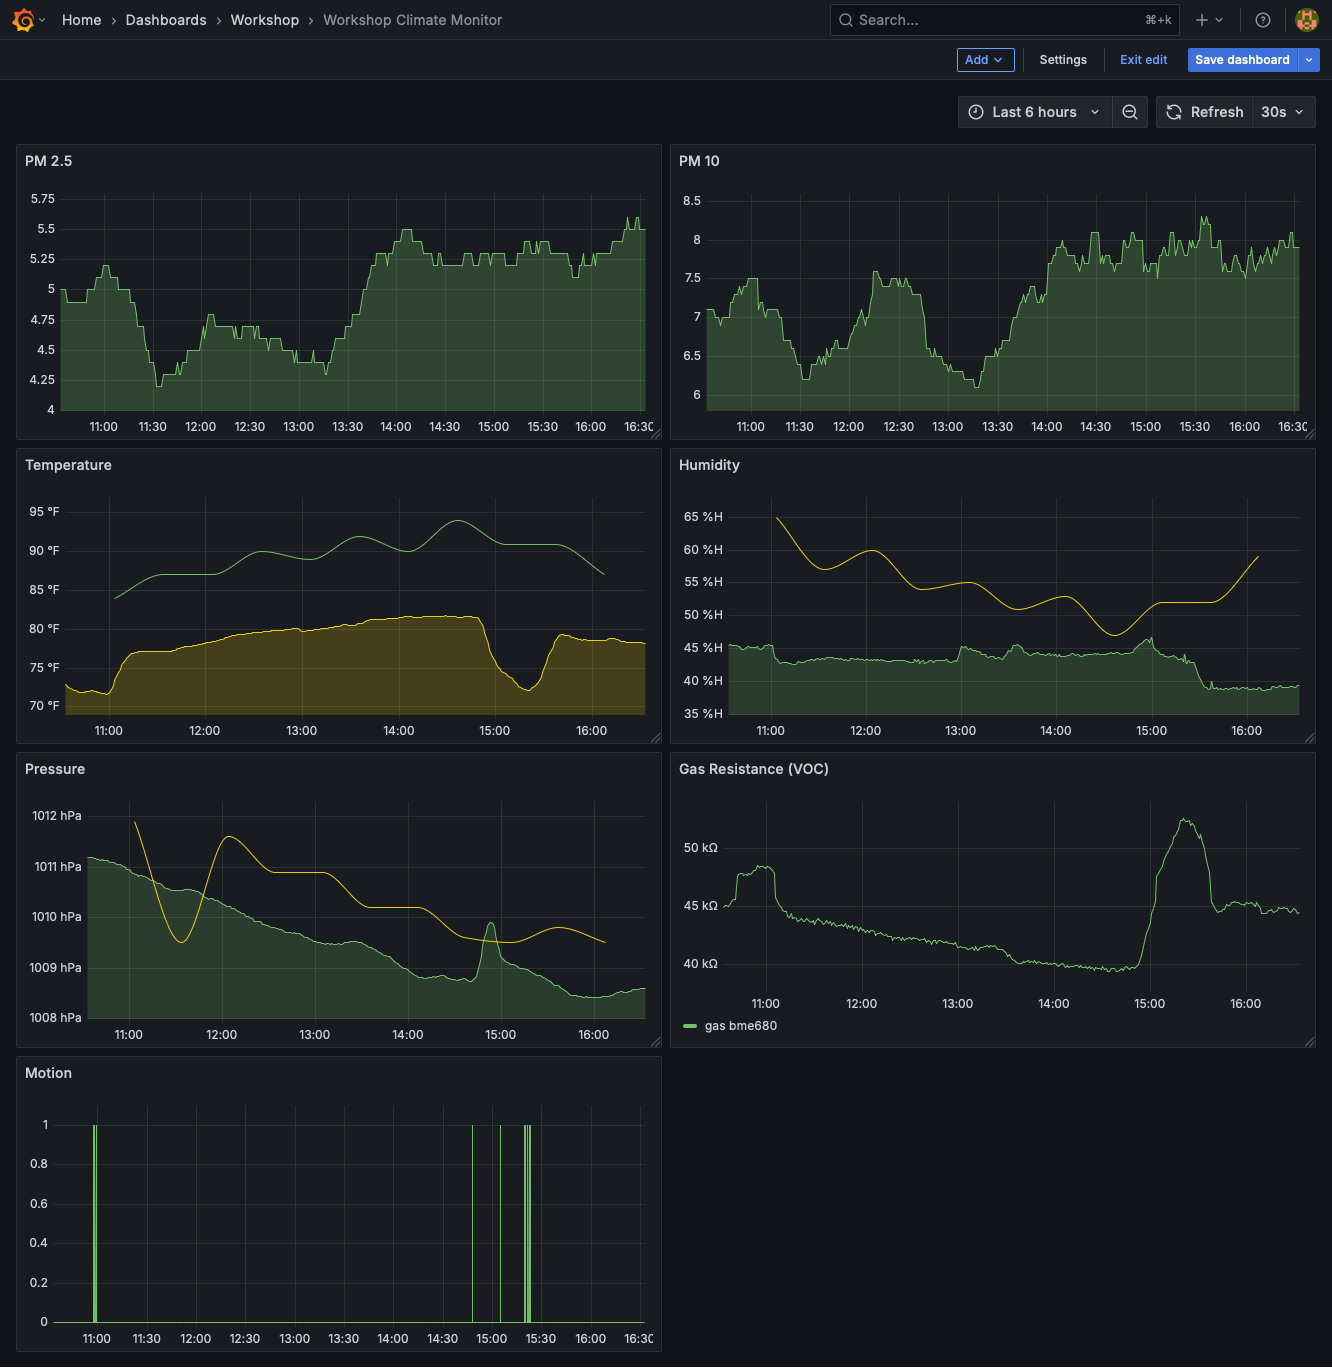 Home › Dashboards › Workshop › Workshop Climate Monitor
Search...
⌘+k
Add
Settings
Exit edit
Save dashboard
Last 6 hours
Refresh
30s
PM 2.5
5.75
5.5
5.25
5
4.75
4.5
4.25
4
11:00 11:30 12:00 12:30 13:00 13:30 14:00 14:30 15:00 15:30 16:00 16:30
PM 10
8.5
8
7.5
7
6.5
6
11:00 11:30 12:00 12:30 13:00 13:30 14:00 14:30 15:00 15:30 16:00 16:30
Temperature
95 °F
90 °F
85 °F
80 °F
75 °F
70 °F
11:00 12:00 13:00 14:00 15:00 16:00
Humidity
65 %H
60 %H
55 %H
50 %H
45 %H
40 %H
35 %H
11:00 12:00 13:00 14:00 15:00 16:00
Pressure
1012 hPa
1011 hPa
1010 hPa
1009 hPa
1008 hPa
11:00 12:00 13:00 14:00 15:00 16:00
Gas Resistance (VOC)
50 kΩ
45 kΩ
40 kΩ
11:00 12:00 13:00 14:00 15:00 16:00
gas bme680
Motion
1
0.8
0.6
0.4
0.2
0
11:00 11:30 12:00 12:30 13:00 13:30 14:00 14:30 15:00 15:30 16:00 16:30